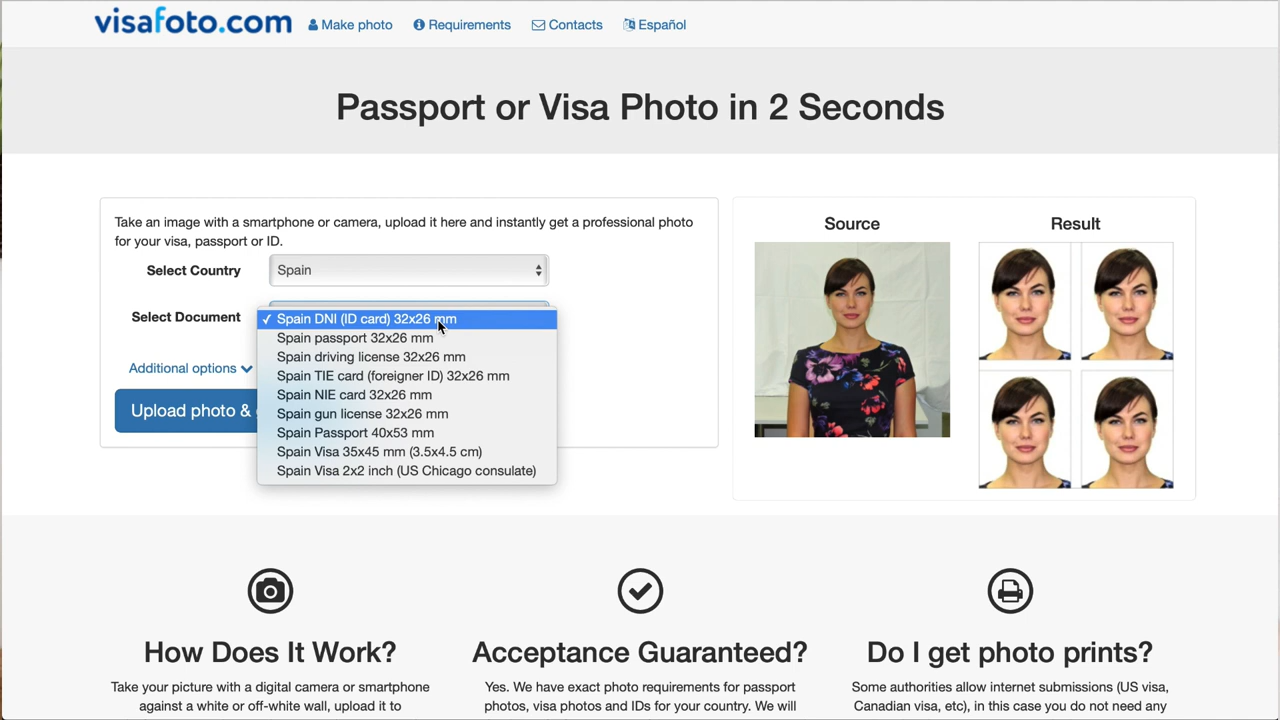 visafoto.com
Make photo
Requirements
Contacts
Español
Passport or Visa Photo in 2 Seconds
Take an image with a smartphone or camera, upload it here and instantly get a professional photo
for your visa, passport or ID.
Select Country
Spain
Select Document
✓ Spain DNI (ID card) 32x26 mm
Spain passport 32x26 mm
Spain driving license 32x26 mm
Spain TIE card (foreigner ID) 32x26 mm
Spain NIE card 32x26 mm
Spain gun license 32x26 mm
Spain Passport 40x53 mm
Spain Visa 35x45 mm (3.5x4.5 cm)
Spain Visa 2x2 inch (US Chicago consulate)
Additional options
Upload photo &
Source
Result
How Does It Work?
Take your picture with a digital camera or smartphone
against a white or off-white wall, upload it to
Acceptance Guaranteed?
Yes. We have exact photo requirements for passport
photos, visa photos and IDs for your country. We will
Do I get photo prints?
Some authorities allow internet submissions (US visa,
Canadian visa, etc), in this case you do not need any